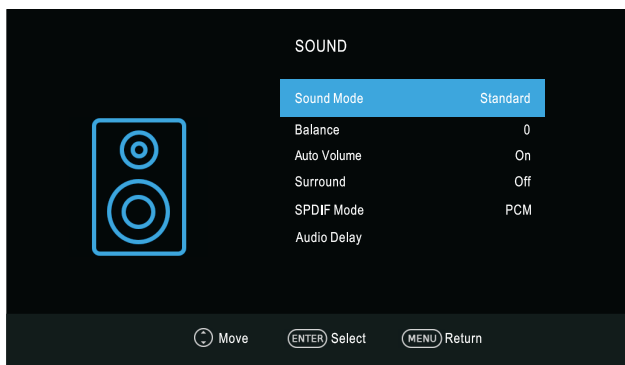 SOUND
Sound Mode Standard
Balance 0
Auto Volume On
Surround Off
SPDIF Mode PCM
Audio Delay
Move ENTER Select MENU Return